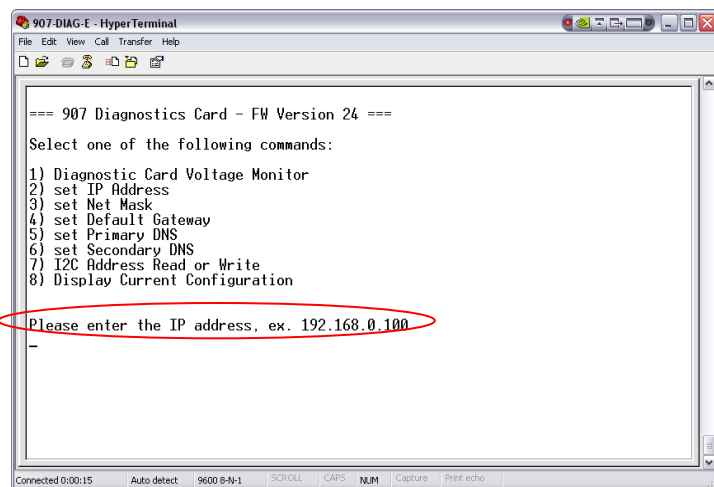 907-DIAG-E - HyperTerminal
File Edit View Call Transfer Help
=== 907 Diagnostics Card - FW Version 24 ===
Select one of the following commands:
1) Diagnostic Card Voltage Monitor
2) set IP Address
3) set Net Mask
4) set Default Gateway
5) set Primary DNS
6) set Secondary DNS
7) I2C Address Read or Write
8) Display Current Configuration
Please enter the IP address, ex. 192.168.0.100
_
Connected 0:00:15 Auto detect 9600 8-N-1 SCROLL CAPS NUM Capture Print echo